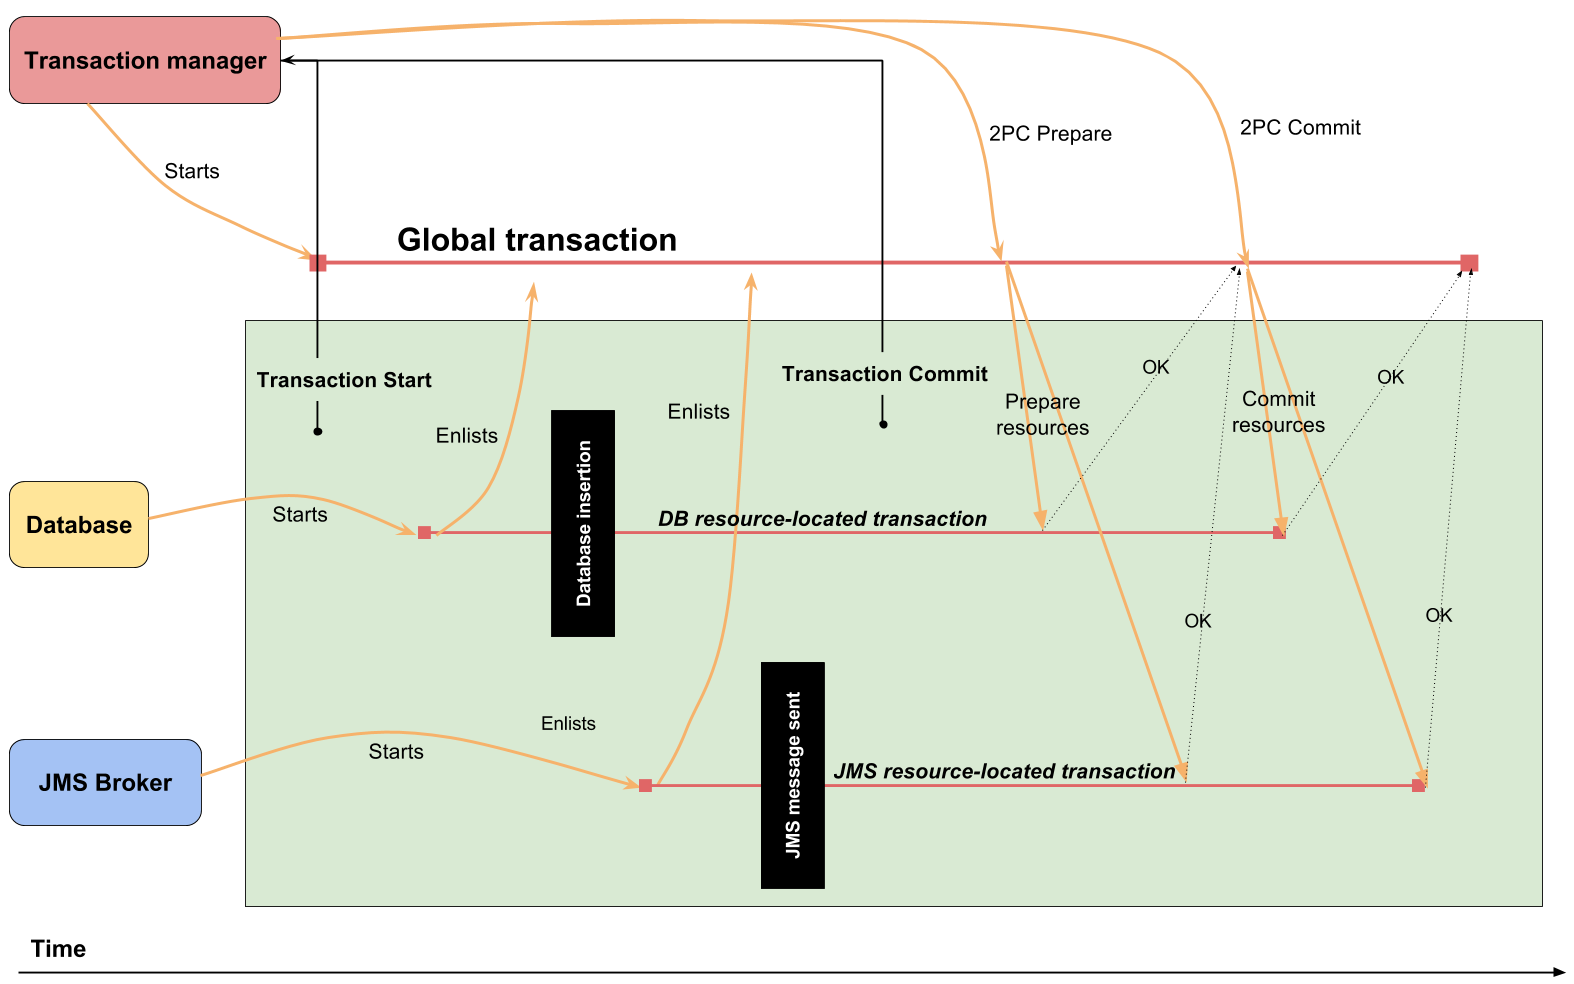 Transaction manager
2PC Prepare
2PC Commit
Starts
Global transaction
Transaction Start
Transaction Commit
OK
OK
Enlists
Enlists
Prepare
resources
Commit
resources
Database
Starts
Database insertion
DB resource-located transaction
OK
OK
JMS Broker
Starts
Enlists
JMS message sent
JMS resource-located transaction
Time